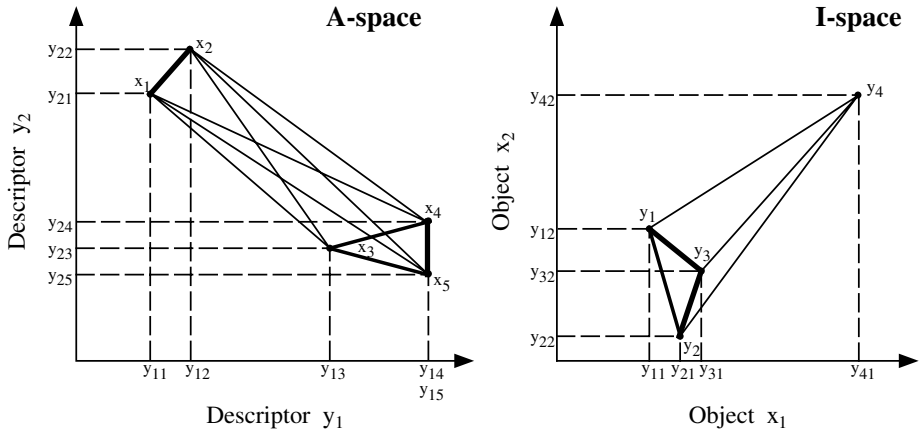 A-space
y22
x2
x1
y21
Descriptor y2
x4
y24
y23
x3
y25
x5
y11
y12
y13
y14
y15
Descriptor y1
I-space
y4
y42
Object x2
y1
y12
y3
y32
y22
y2
y11
y21
y31
y41
Object x1